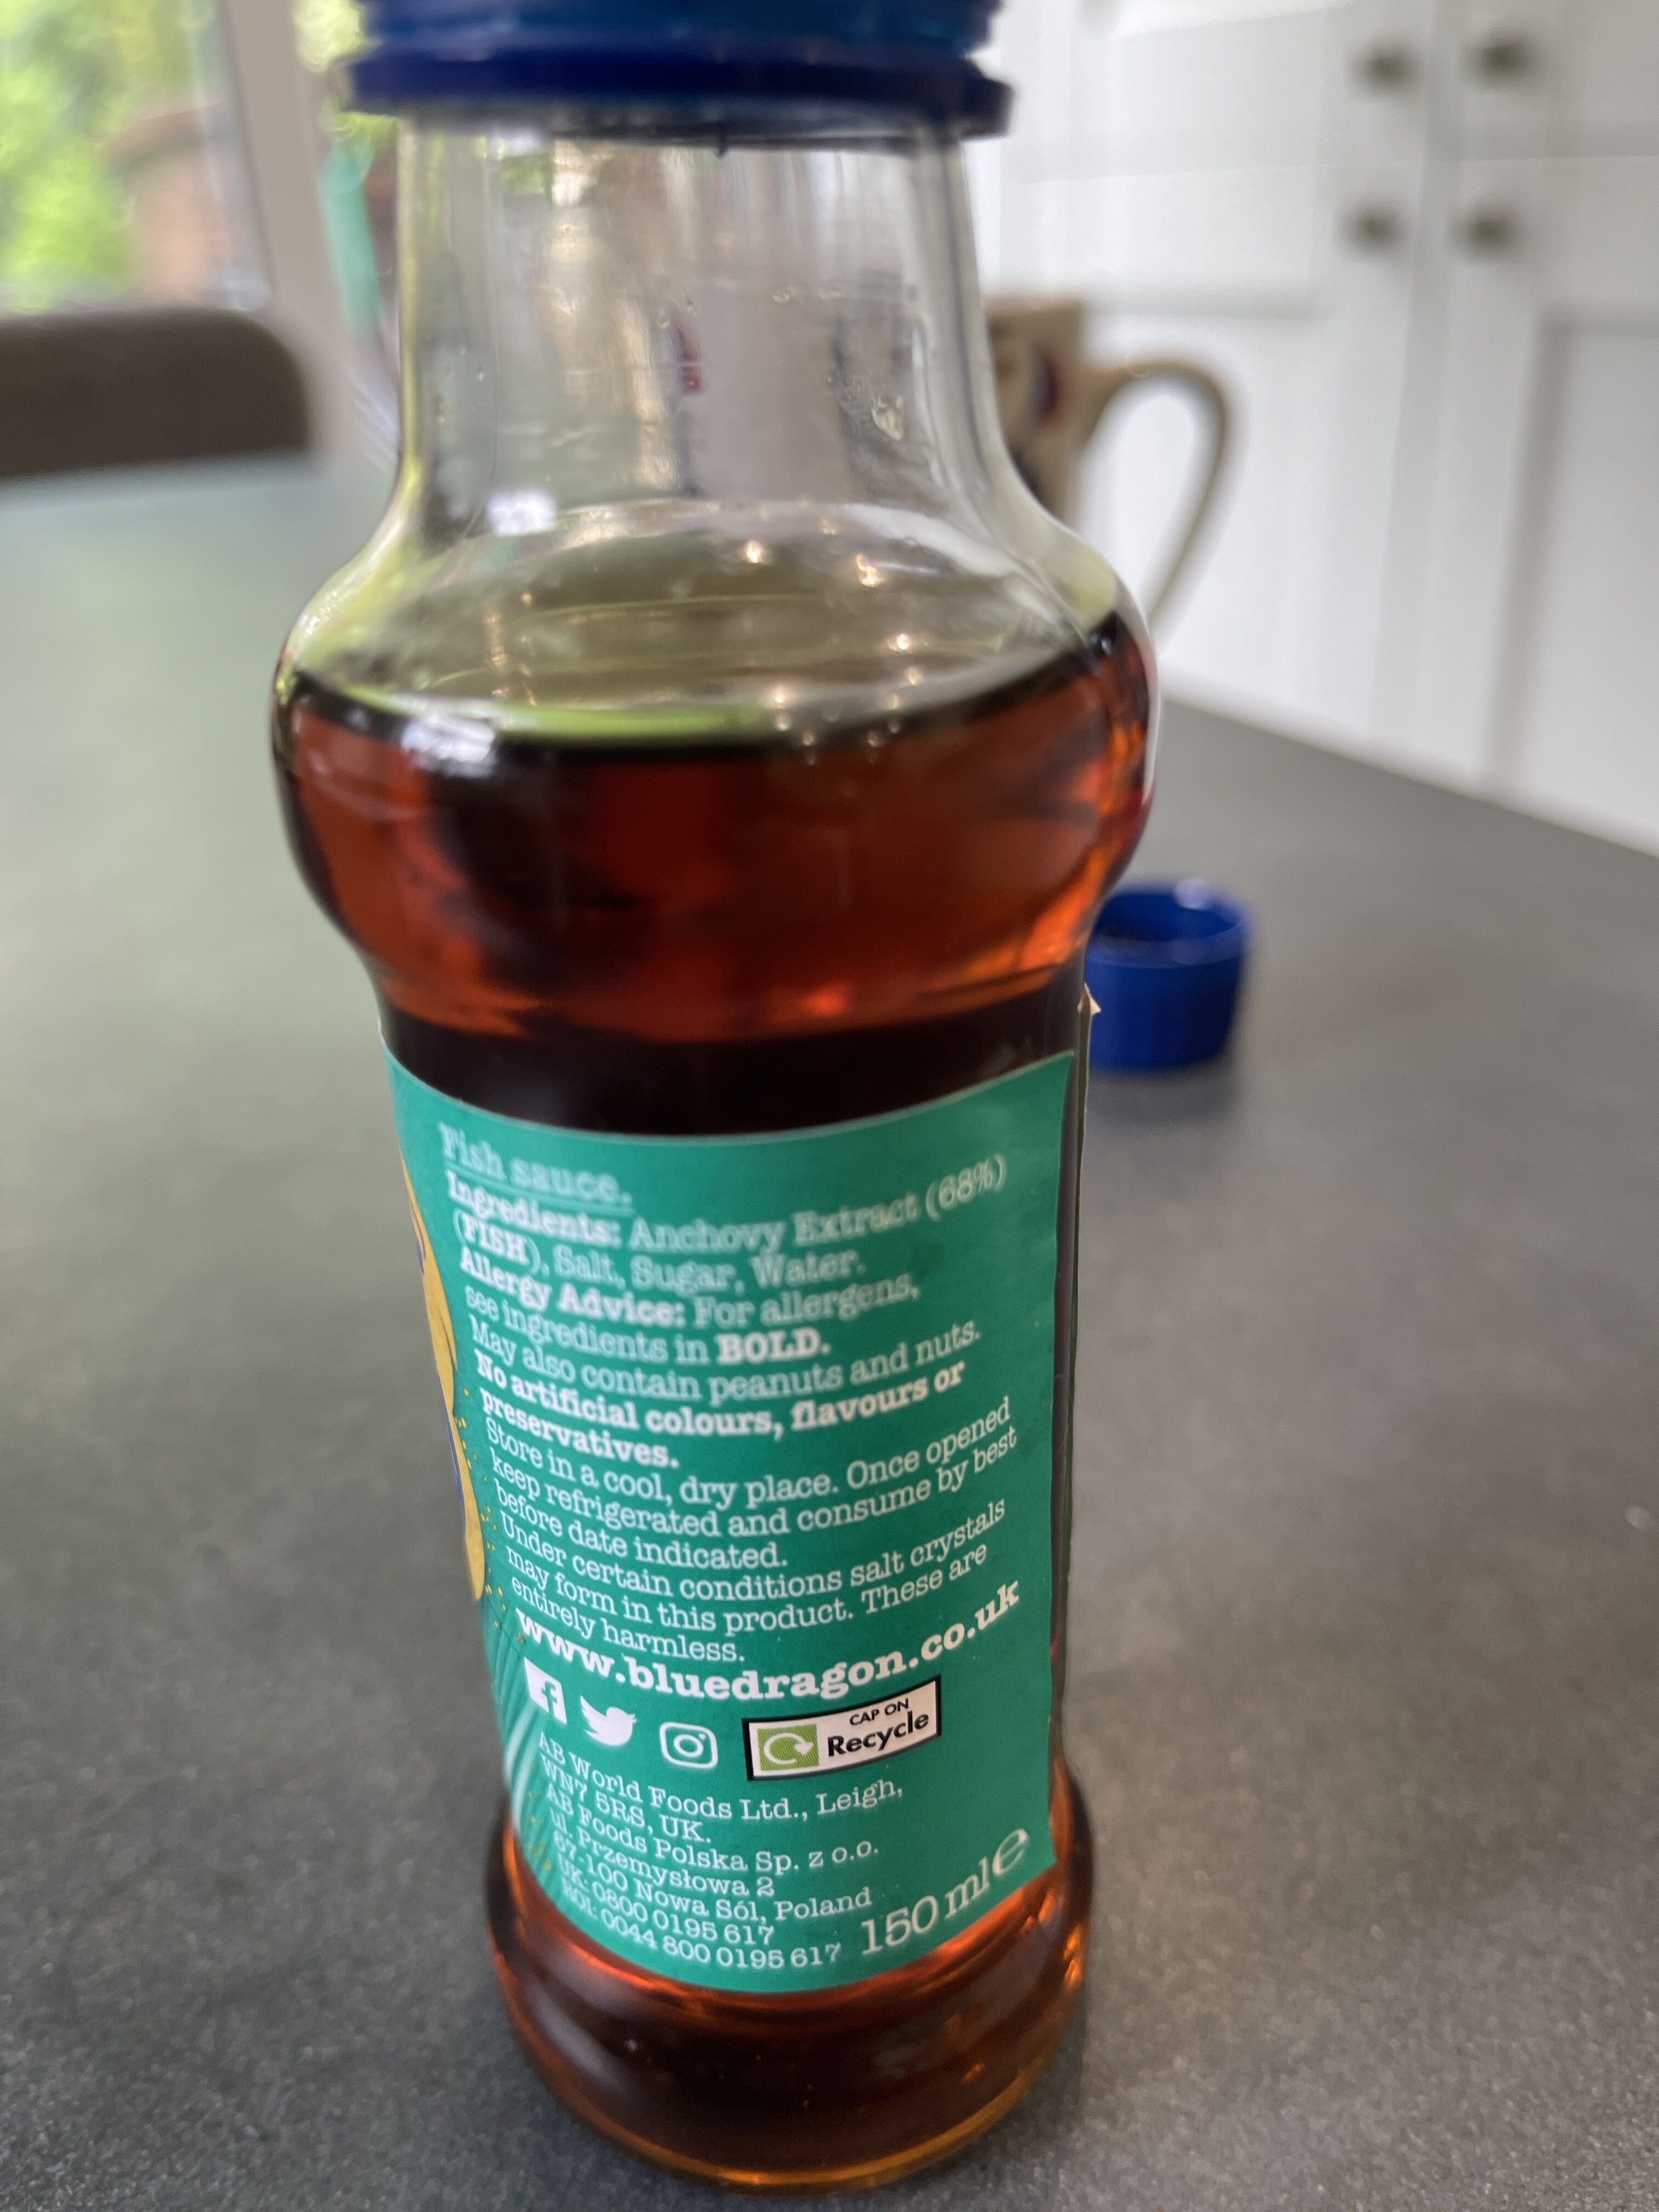 Fish sauce.
Ingredients: Anchovy Extract (68%)
(FISH), Salt, Sugar, Water.
Allergy Advice: For allergens,
see ingredients in BOLD.
May also contain peanuts and nuts.
No artificial colours, flavours or
preservatives.
Store in a cool, dry place. Once opened
keep refrigerated and consume by best
before date indicated.
Under certain conditions salt crystals
may form in this product. These are
entirely harmless.
www.bluedragon.co.uk
CAP ON
Recycle
AB World Foods Ltd., Leigh,
WN7 5RS, UK.
AB Foods Polska Sp. z o.o.
ul. Przemysłowa 2
67-100 Nowa Sól, Poland
UK: 0800 0195 617
ROI: 0044 800 0195 617
150 ml e